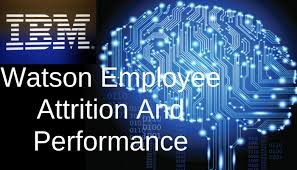 IBM
Watson Employee
Attrition And
Performance